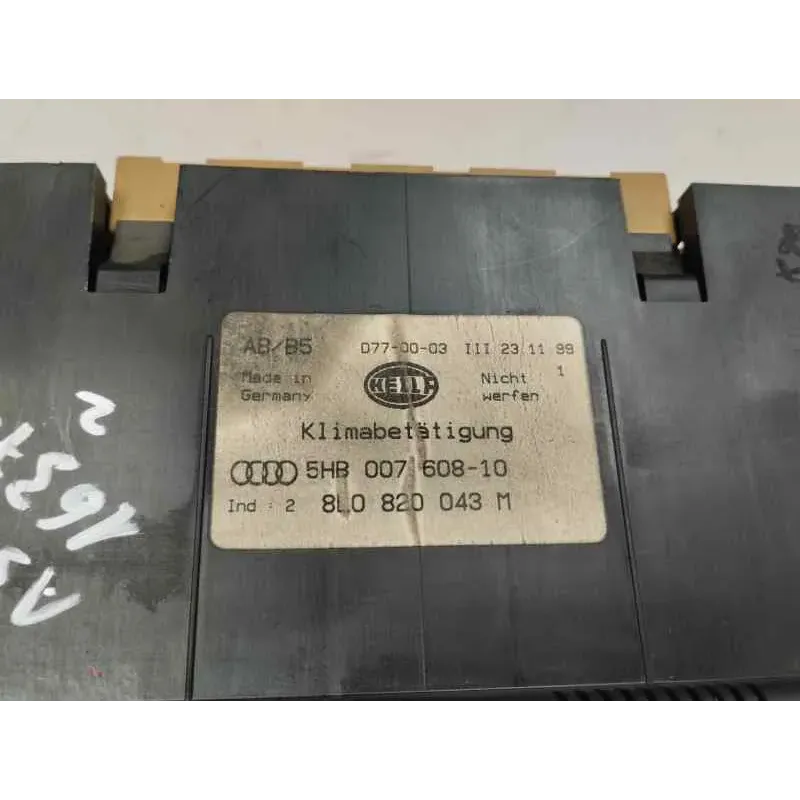 AB/B5 D77-00-03 III 23 11 99
Made in Germany HELLA Nicht werfen 1
Klimabetätigung
5HB 007 608-10
Ind : 2 8L0 820 043 M
1632